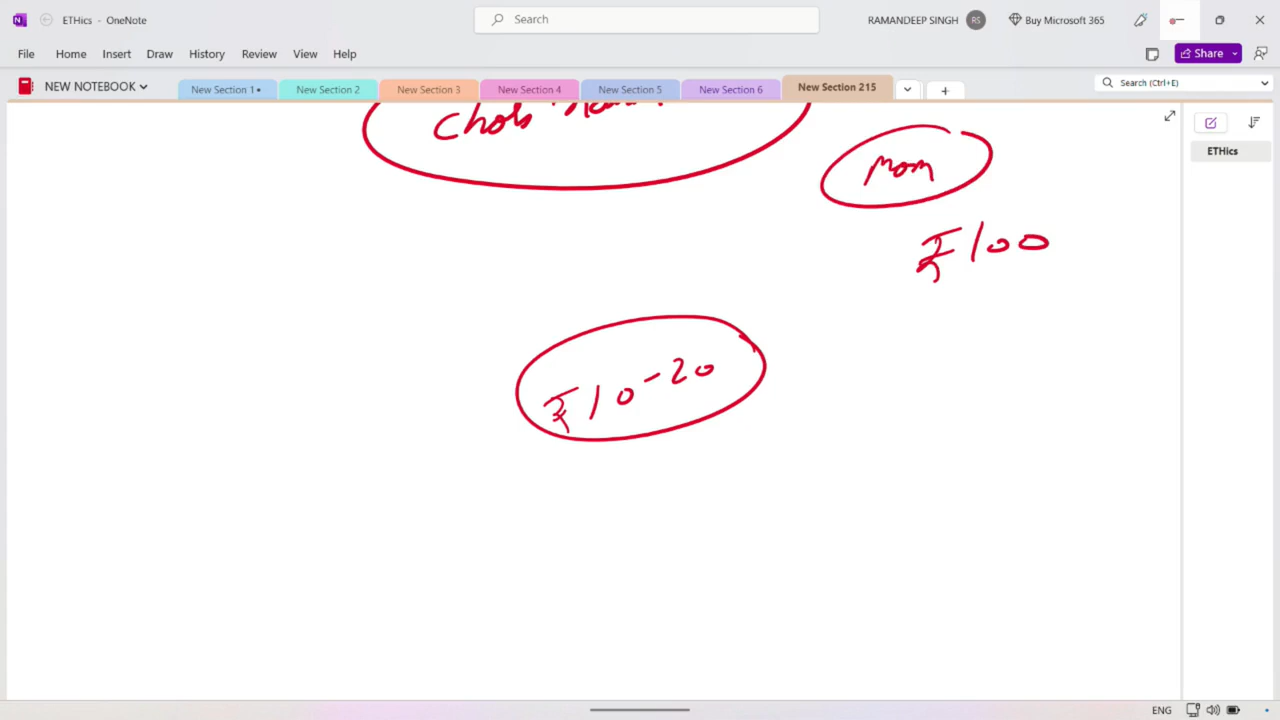 ETHics - OneNote
Search
RAMANDEEP SINGH RS Buy Microsoft 365
File Home Insert Draw History Review View Help
Share
NEW NOTEBOOK
New Section 1 New Section 2 New Section 3 New Section 4 New Section 5 New Section 6 New Section 215
Search (Ctrl+E)
ETHics
Mom
₹100
₹10-20
ENG